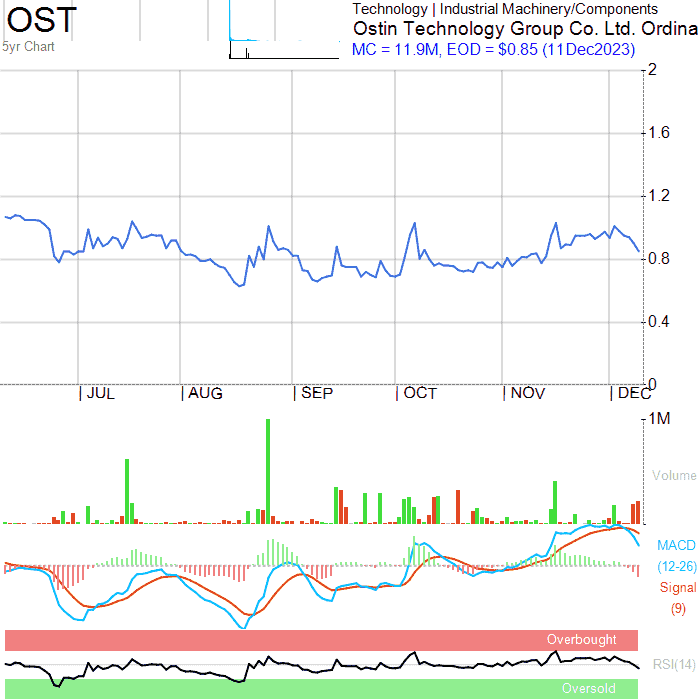 OST
5yr Chart
Technology | Industrial Machinery/Components
Ostin Technology Group Co. Ltd. Ordina
MC = 11.9M, EOD = $0.85 (11Dec2023)
2
1.6
1.2
0.8
0.4
0
| JUL | AUG | SEP | OCT | NOV | DEC
1M
Volume
MACD
(12-26)
Signal
(9)
Overbought
RSI(14)
Oversold